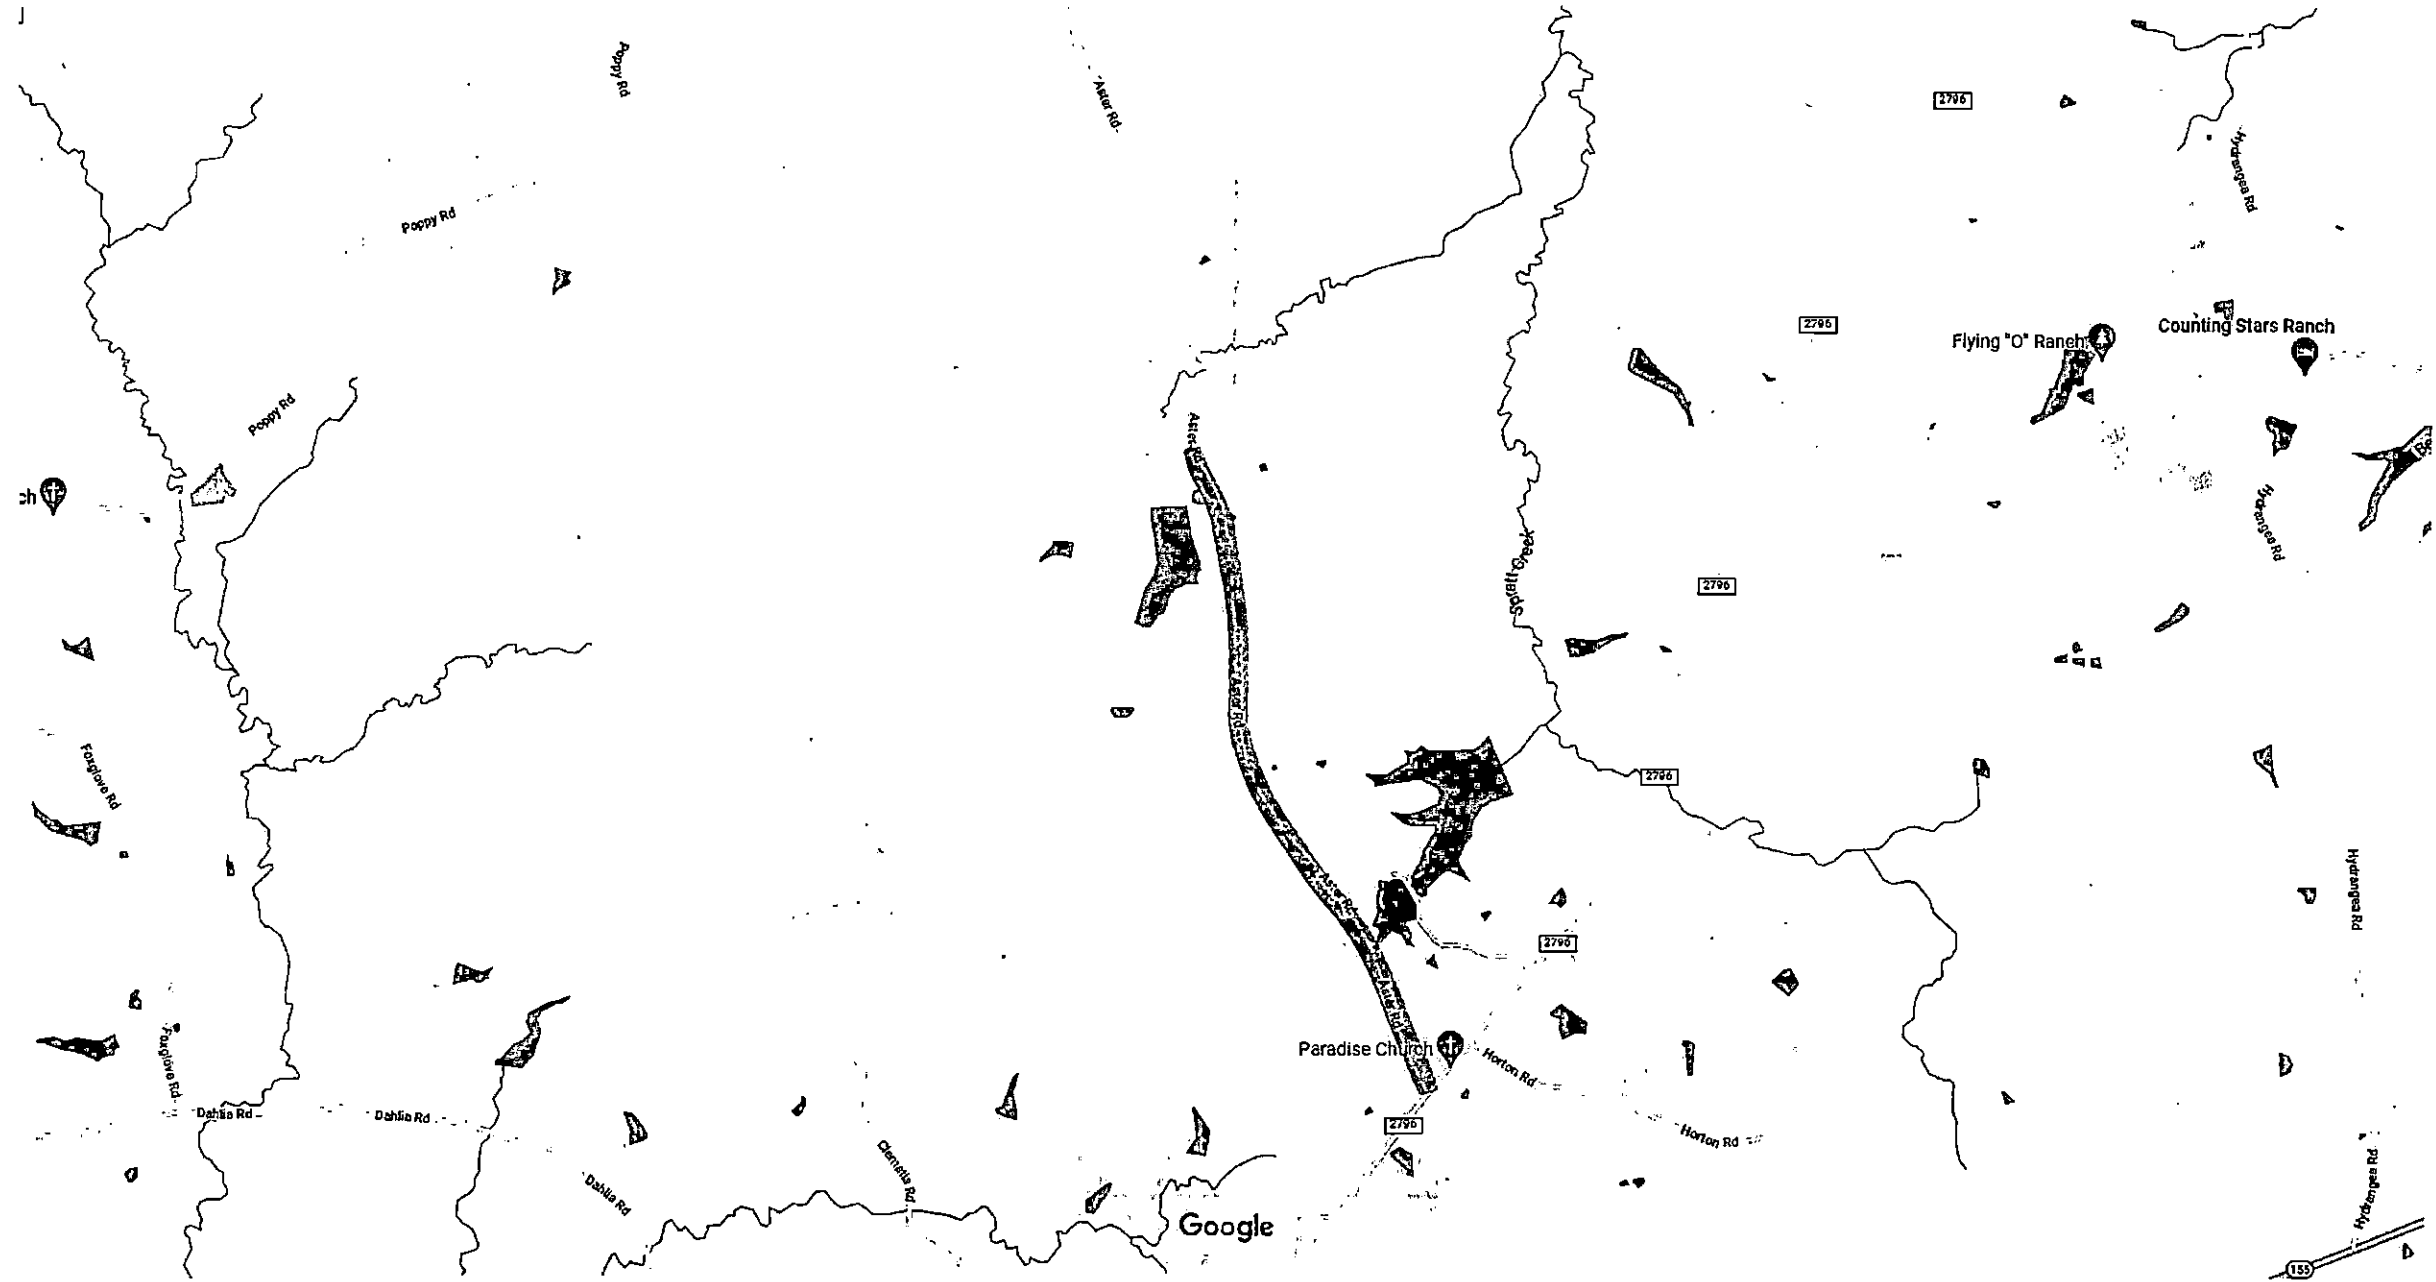 Poppy Rd
Aster Rd
2796
Hydrangea Rd
Poppy Rd
2796
Flying "O" Ranch
Counting Stars Ranch
Poppy Rd
Aster Rd
ch
Hydrangea Rd
Spratt Creek
2796
Aster Rd
Foxglove Rd
2796
Aster Rd
Hydrangea Rd
2796
Aster Rd
Foxglove Rd
Paradise Church
Horton Rd
Dahlia Rd
Dahlia Rd
2796
Horton Rd
Clematis Rd
Dahlia Rd
Hydrangea Rd
Google
155